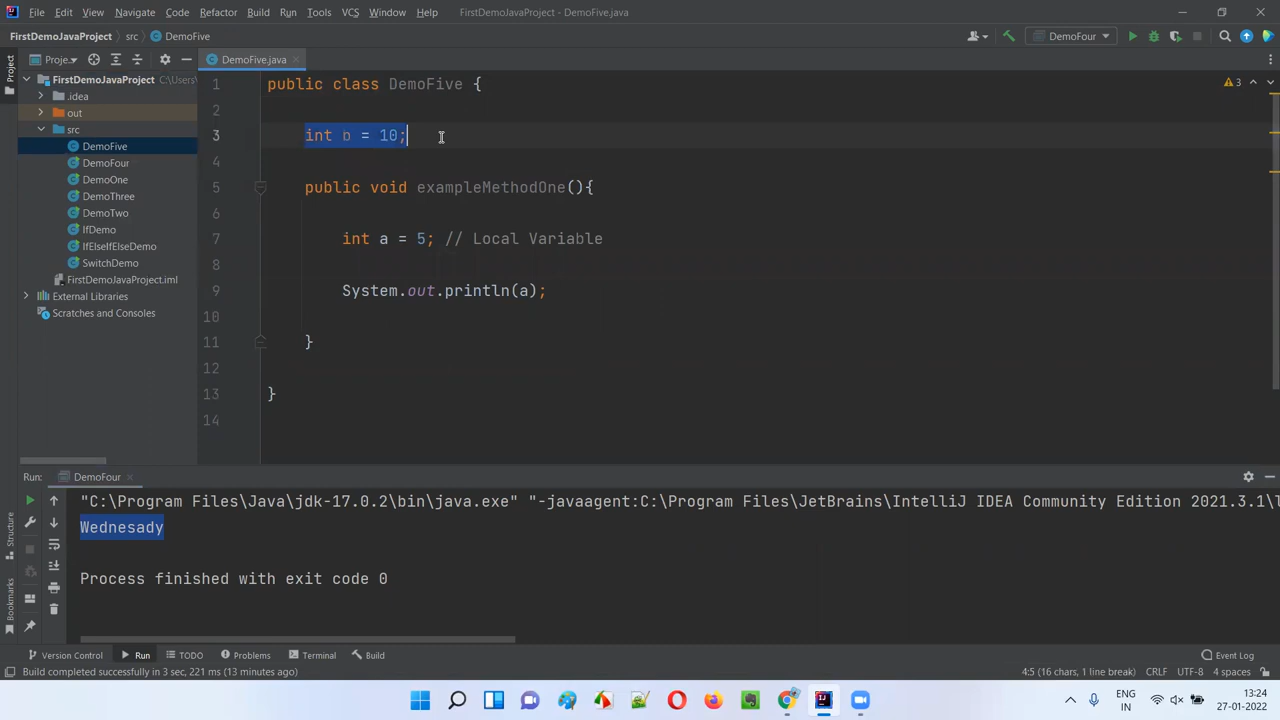 File Edit View Navigate Code Refactor Build Run Tools VCS Window Help FirstDemoJavaProject - DemoFive.java
FirstDemoJavaProject src DemoFive DemoFour
Project Proje... DemoFive.java
FirstDemoJavaProject C:\Users\
.idea
out
src
DemoFive
DemoFour
DemoOne
DemoThree
DemoTwo
IfDemo
IfElseIfElseDemo
SwitchDemo
FirstDemoJavaProject.iml
External Libraries
Scratches and Consoles
3
1 public class DemoFive {
2
3 int b = 10;
4
5 public void exampleMethodOne(){
6
7 int a = 5; // Local Variable
8
9 System.out.println(a);
10
11 }
12
13 }
14
Run: DemoFour
"C:\Program Files\Java\jdk-17.0.2\bin\java.exe" "-javaagent:C:\Program Files\JetBrains\IntelliJ IDEA Community Edition 2021.3.1\
Wednesady
Process finished with exit code 0
Structure
Bookmarks
Version Control Run TODO Problems Terminal Build Event Log
Build completed successfully in 3 sec, 221 ms (13 minutes ago) 4:5 (16 chars, 1 line break) CRLF UTF-8 4 spaces
ENG
IN
13:24
27-01-2022